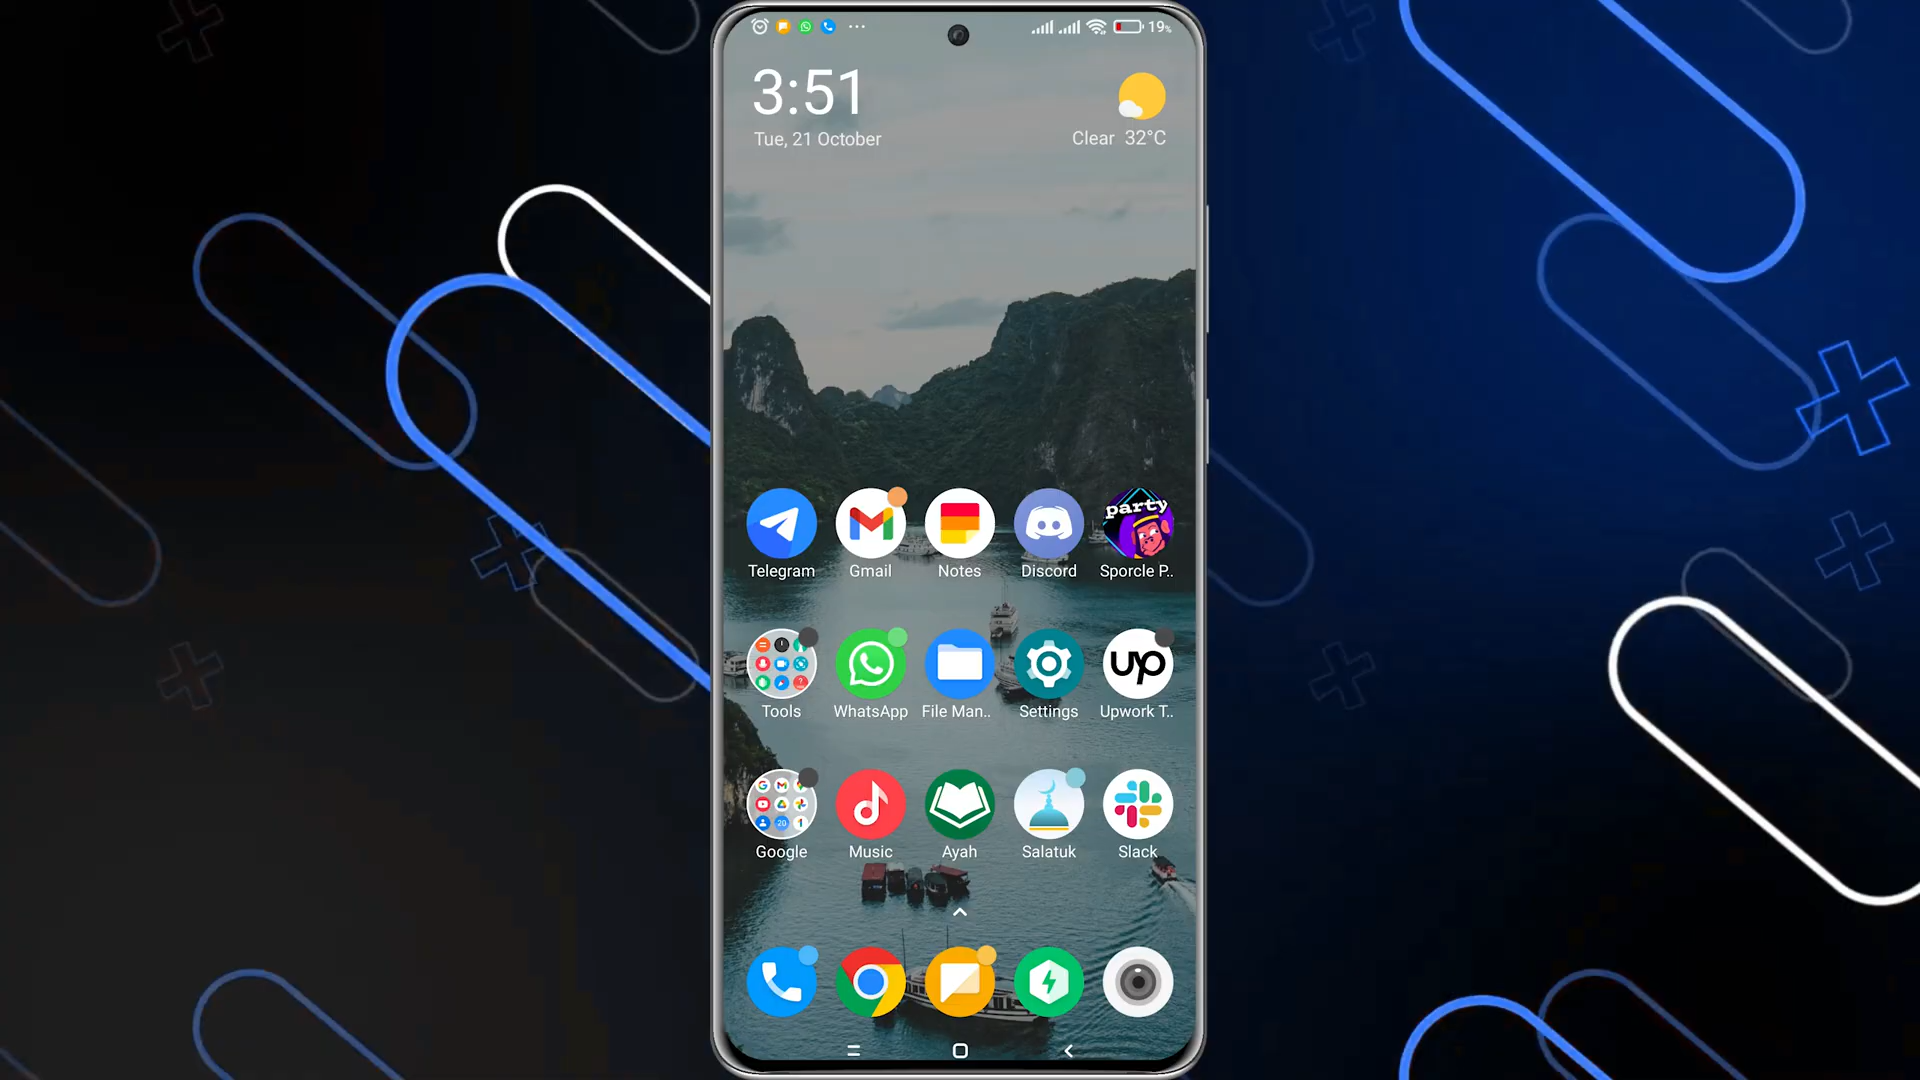 19%
3:51
Tue, 21 October
Clear 32°C
party
Telegram
Gmail
Notes
Discord
Sporcle P..
up
Tools
WhatsApp
File Man..
Settings
Upwork T..
20
Google
Music
Ayah
Salatuk
Slack